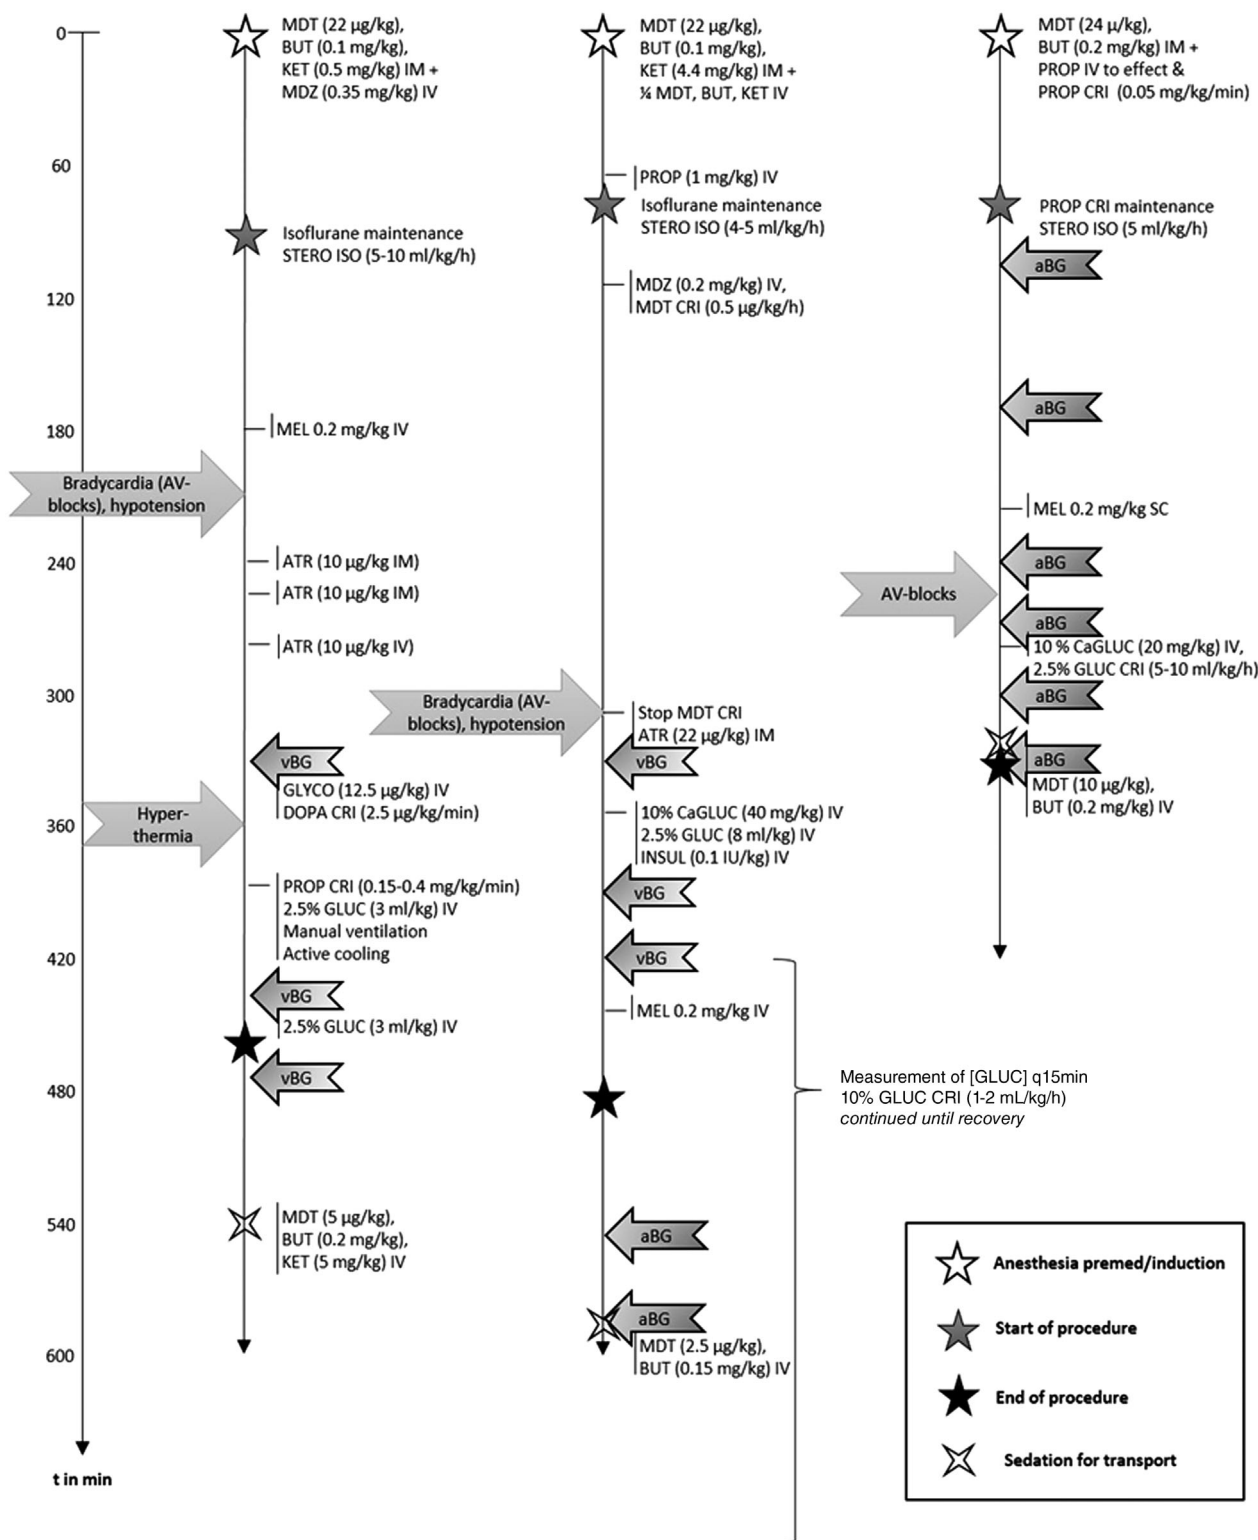 0
60
120
180
240
300
360
420
480
540
600
t in min
MDT (22 µg/kg),
BUT (0.1 mg/kg),
KET (0.5 mg/kg) IM +
MDZ (0.35 mg/kg) IV
Isoflurane maintenance
STERO ISO (5-10 ml/kg/h)
MEL 0.2 mg/kg IV
Bradycardia (AV-
blocks), hypotension
ATR (10 µg/kg IM)
ATR (10 µg/kg IM)
ATR (10 µg/kg IV)
vBG
GLYCO (12.5 µg/kg) IV
DOPA CRI (2.5 µg/kg/min)
Hyper-
thermia
PROP CRI (0.15-0.4 mg/kg/min)
2.5% GLUC (3 ml/kg) IV
Manual ventilation
Active cooling
vBG
2.5% GLUC (3 ml/kg) IV
vBG
MDT (5 µg/kg),
BUT (0.2 mg/kg),
KET (5 mg/kg) IV
MDT (22 µg/kg),
BUT (0.1 mg/kg),
KET (4.4 mg/kg) IM +
¼ MDT, BUT, KET IV
PROP (1 mg/kg) IV
Isoflurane maintenance
STERO ISO (4-5 ml/kg/h)
MDZ (0.2 mg/kg) IV,
MDT CRI (0.5 µg/kg/h)
Bradycardia (AV-
blocks), hypotension
Stop MDT CRI
ATR (22 µg/kg) IM
vBG
10% CaGLUC (40 mg/kg) IV
2.5% GLUC (8 ml/kg) IV
INSUL (0.1 IU/kg) IV
vBG
vBG
MEL 0.2 mg/kg IV
aBG
aBG
MDT (2.5 µg/kg),
BUT (0.15 mg/kg) IV
Measurement of [GLUC] q15min
10% GLUC CRI (1-2 mL/kg/h)
continued until recovery
MDT (24 µ/kg),
BUT (0.2 mg/kg) IM +
PROP IV to effect &
PROP CRI (0.05 mg/kg/min)
PROP CRI maintenance
STERO ISO (5 ml/kg/h)
aBG
aBG
MEL 0.2 mg/kg SC
aBG
AV-blocks
aBG
10 % CaGLUC (20 mg/kg) IV,
2.5% GLUC CRI (5-10 ml/kg/h)
aBG
aBG
MDT (10 µg/kg),
BUT (0.2 mg/kg) IV
Anesthesia premed/induction
Start of procedure
End of procedure
Sedation for transport